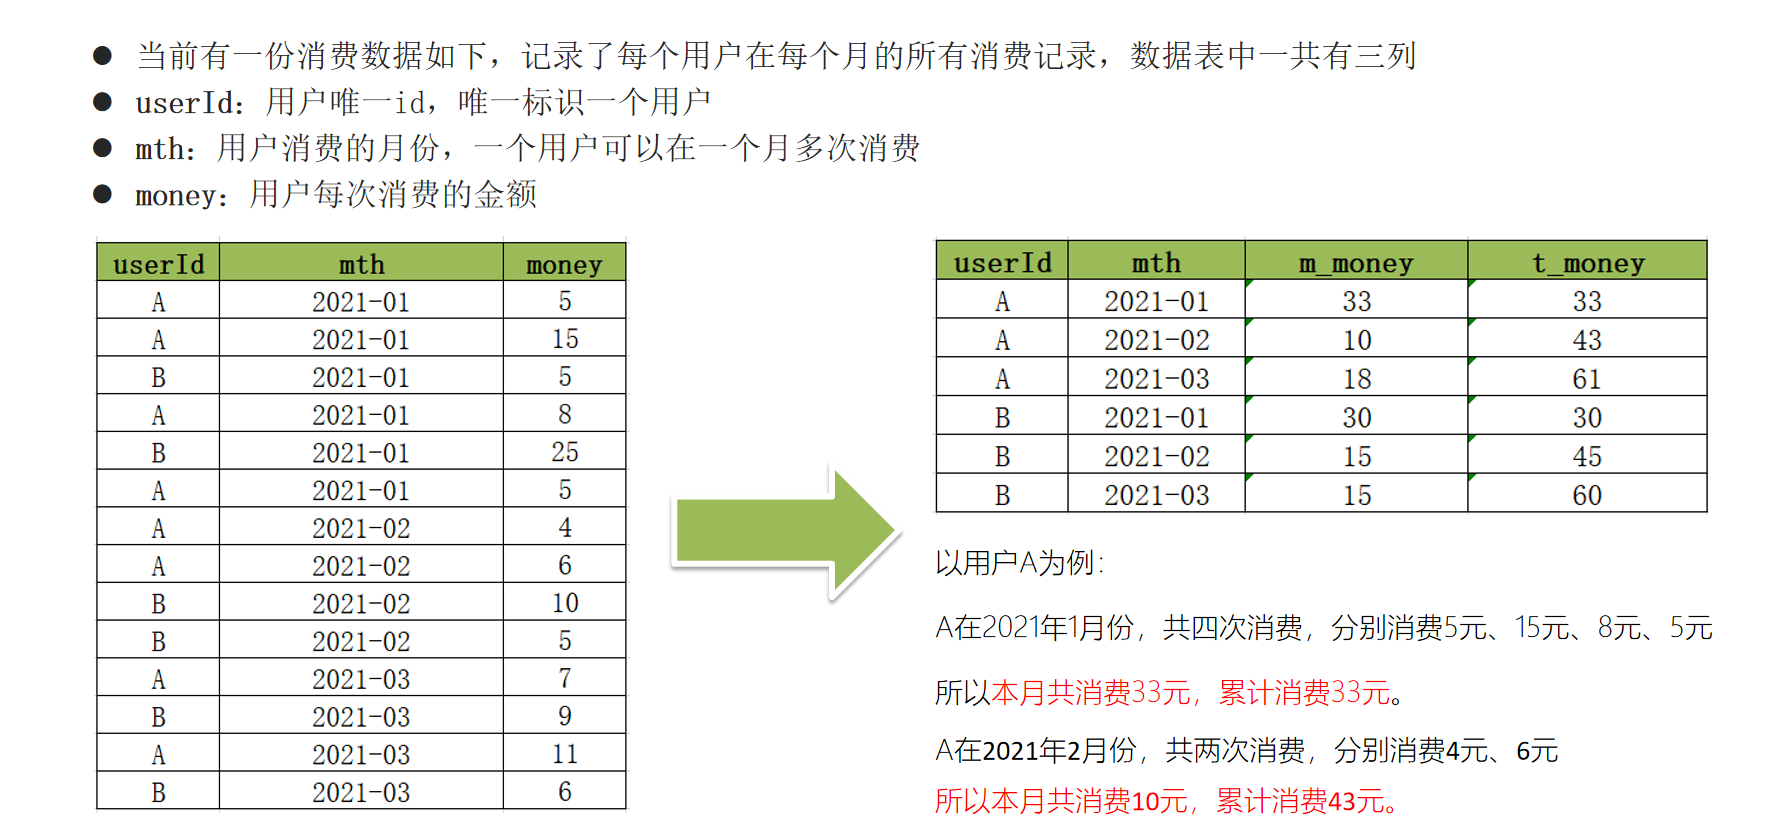 ● 当前有一份消费数据如下，记录了每个用户在每个月的所有消费记录，数据表中一共有三列
● userId：用户唯一id，唯一标识一个用户
● mth：用户消费的月份，一个用户可以在一个月多次消费
● money：用户每次消费的金额
userId mth money
A 2021-01 5
A 2021-01 15
B 2021-01 5
A 2021-01 8
B 2021-01 25
A 2021-01 5
A 2021-02 4
A 2021-02 6
B 2021-02 10
B 2021-02 5
A 2021-03 7
B 2021-03 9
A 2021-03 11
B 2021-03 6
userId mth m_money t_money
A 2021-01 33 33
A 2021-02 10 43
A 2021-03 18 61
B 2021-01 30 30
B 2021-02 15 45
B 2021-03 15 60
以用户A为例：
A在2021年1月份，共四次消费，分别消费5元、15元、8元、5元
所以本月共消费33元，累计消费33元。
A在2021年2月份，共两次消费，分别消费4元、6元
所以本月共消费10元，累计消费43元。